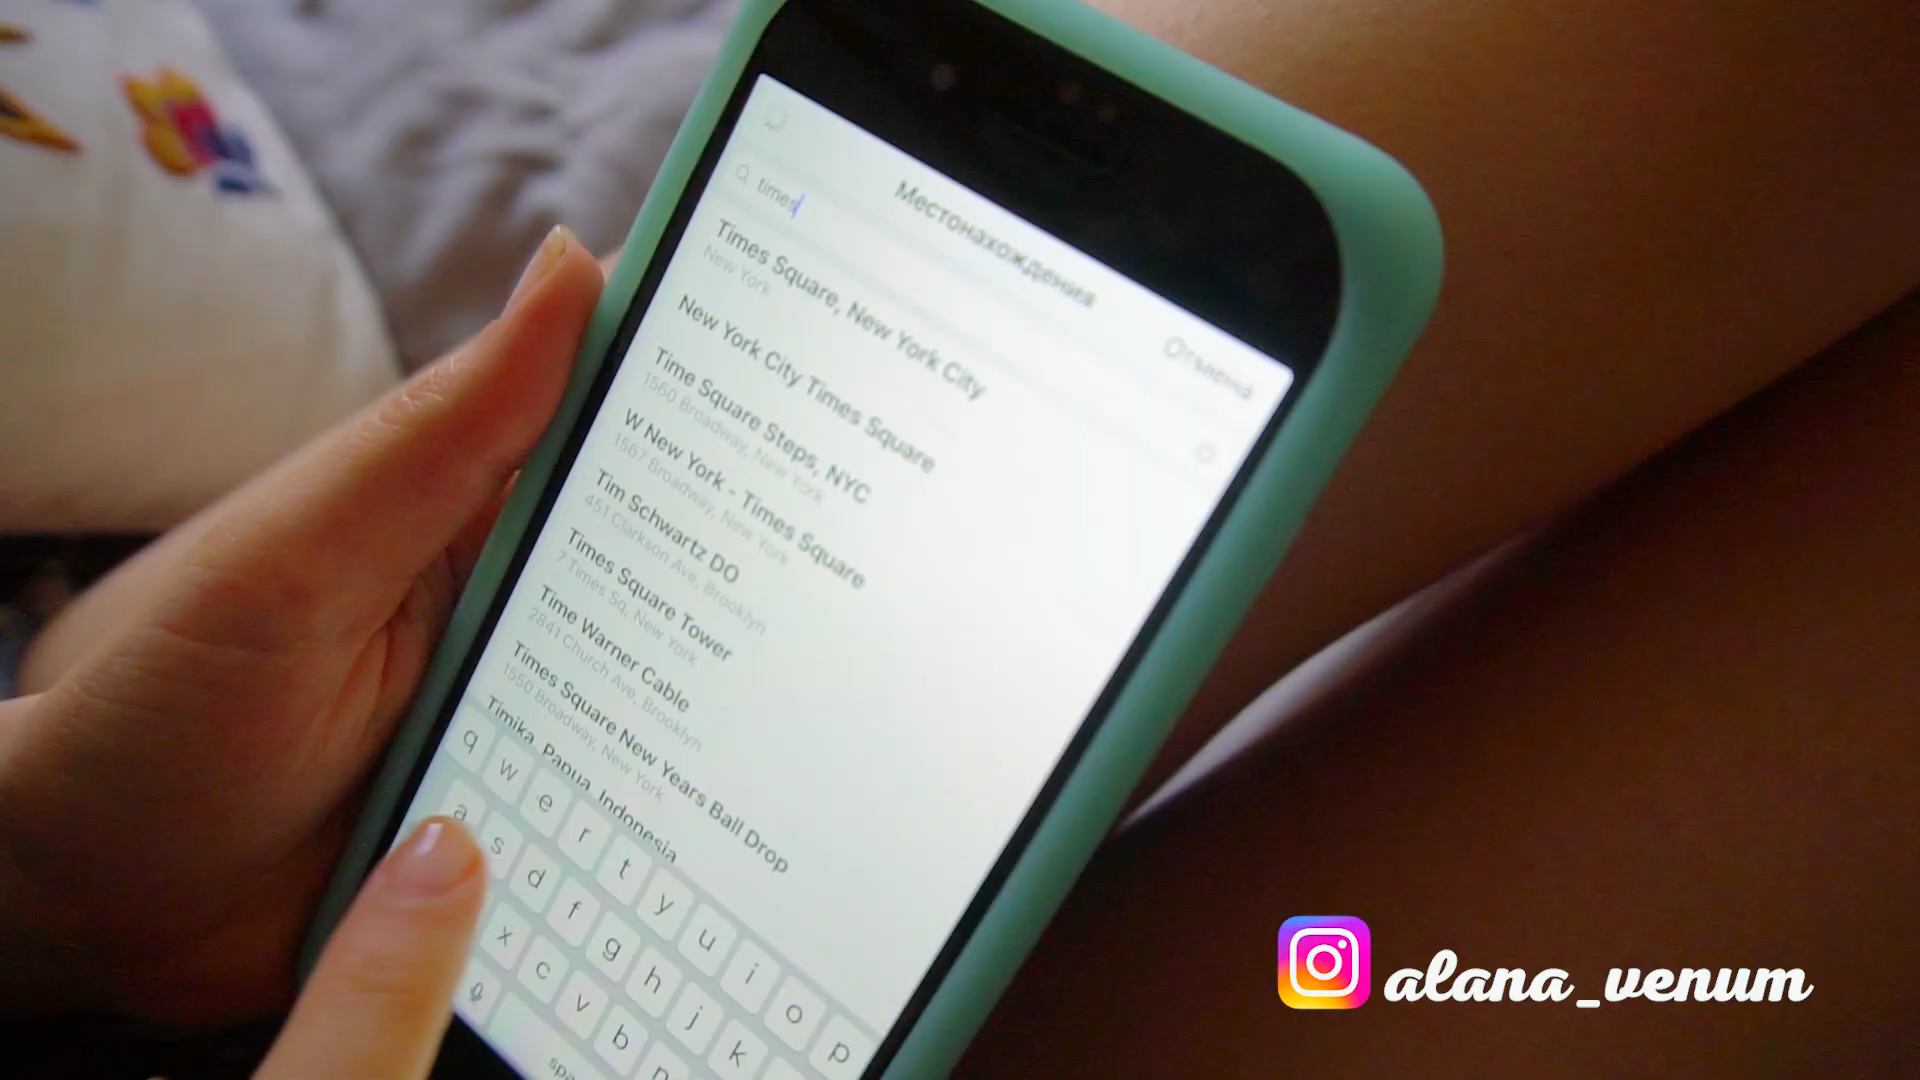 Местонахождения
Отмена
times
Times Square, New York City
New York
New York City Times Square
Time Square Steps, NYC
1560 Broadway, New York
W New York - Times Square
1567 Broadway, New York
Tim Schwartz DO
451 Clarkson Ave, Brooklyn
Times Square Tower
7 Times Sq, New York
Time Warner Cable
2841 Church Ave, Brooklyn
Times Square New Years Ball Drop
1550 Broadway, New York
Timika, Papua, Indonesia
q w e r t y u i o p
a s d f g h j k
x c v b n
spa
alana_venum